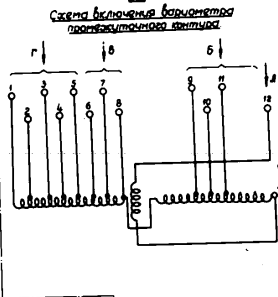 Схема включения вариометра
промежуточного контура
Г В Б Д
1 3 5 7 9 11
2 4 6 8 10 12